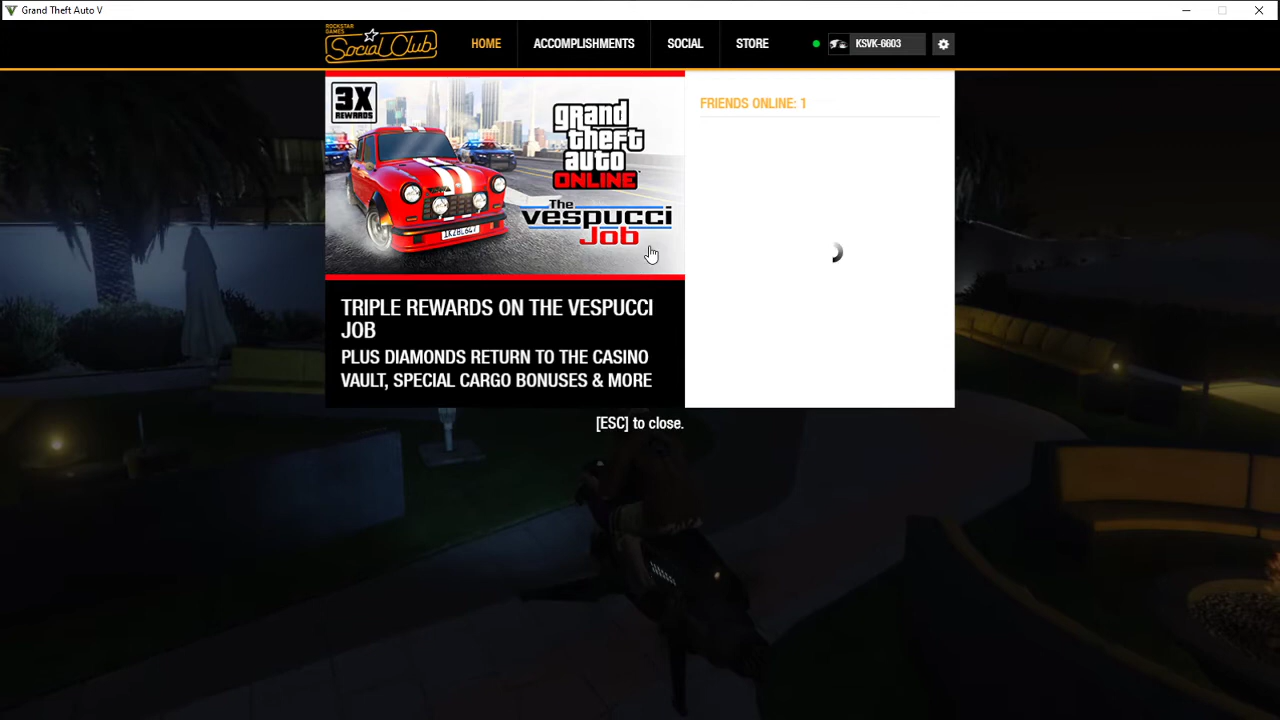 Grand Theft Auto V
ROCKSTAR
GAMES
Social Club
HOME
ACCOMPLISHMENTS
SOCIAL
STORE
KSVK-6603
3X
REWARDS
grand
theft
auto
ONLINE
The
vespucci
Job
FRIENDS ONLINE: 1
TRIPLE REWARDS ON THE VESPUCCI
JOB
PLUS DIAMONDS RETURN TO THE CASINO
VAULT, SPECIAL CARGO BONUSES & MORE
[ESC] to close.